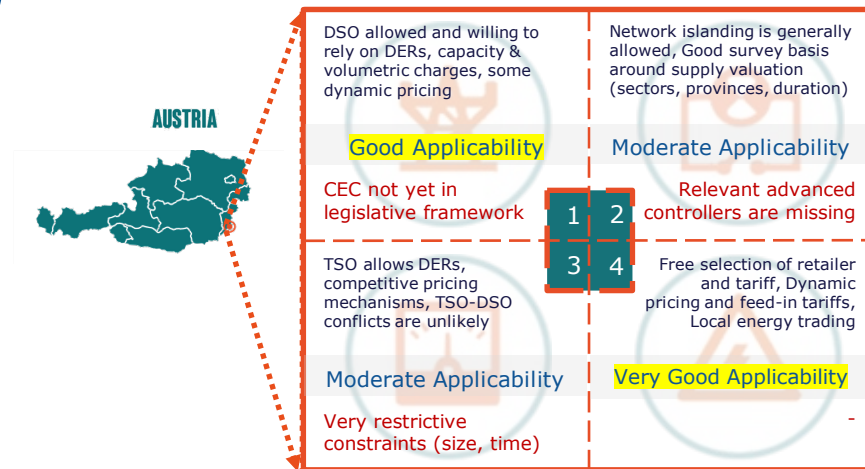 AUSTRIA
DSO allowed and willing to
rely on DERs, capacity &
volumetric charges, some
dynamic pricing
Good Applicability
CEC not yet in
legislative framework
Network islanding is generally
allowed, Good survey basis
around supply valuation
(sectors, provinces, duration)
Moderate Applicability
Relevant advanced
controllers are missing
1 2
3 4
TSO allows DERs,
competitive pricing
mechanisms, TSO-DSO
conflicts are unlikely
Moderate Applicability
Very restrictive
constraints (size, time)
Free selection of retailer
and tariff, Dynamic
pricing and feed-in tariffs,
Local energy trading
Very Good Applicability
-